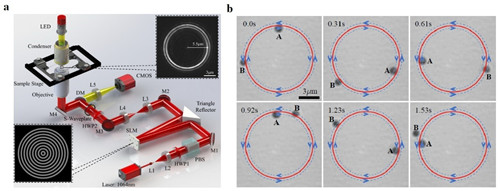 a
LED
Condenser
Sample Stage
Objective
M4
S-Waveplate
HWP2
M3
DM
L5
CMOS
L4
L3
M2
Triangle
Reflector
SLM
M1
PBS
HWP1
L2
L1
Laser: 1064nm
5.8μm
3μm
b
0.0s
A
B
3μm
0.31s
A
B
0.61s
A
B
0.92s
A
B
1.23s
B
A
1.53s
B
A